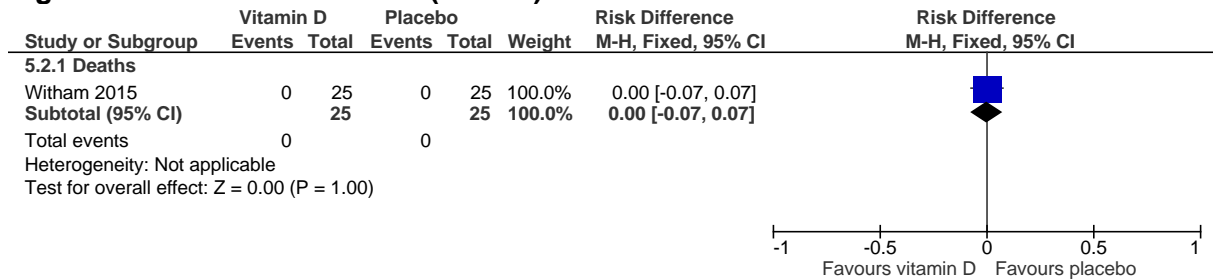 Vitamin D Placebo Risk Difference Risk Difference
Study or Subgroup Events Total Events Total Weight M-H, Fixed, 95% CI M-H, Fixed, 95% CI
5.2.1 Deaths
Witham 2015 0 25 0 25 100.0% 0.00 [-0.07, 0.07]
Subtotal (95% CI) 25 25 100.0% 0.00 [-0.07, 0.07]
Total events 0 0
Heterogeneity: Not applicable
Test for overall effect: Z = 0.00 (P = 1.00)
-1 -0.5 0 0.5 1
Favours vitamin D Favours placebo